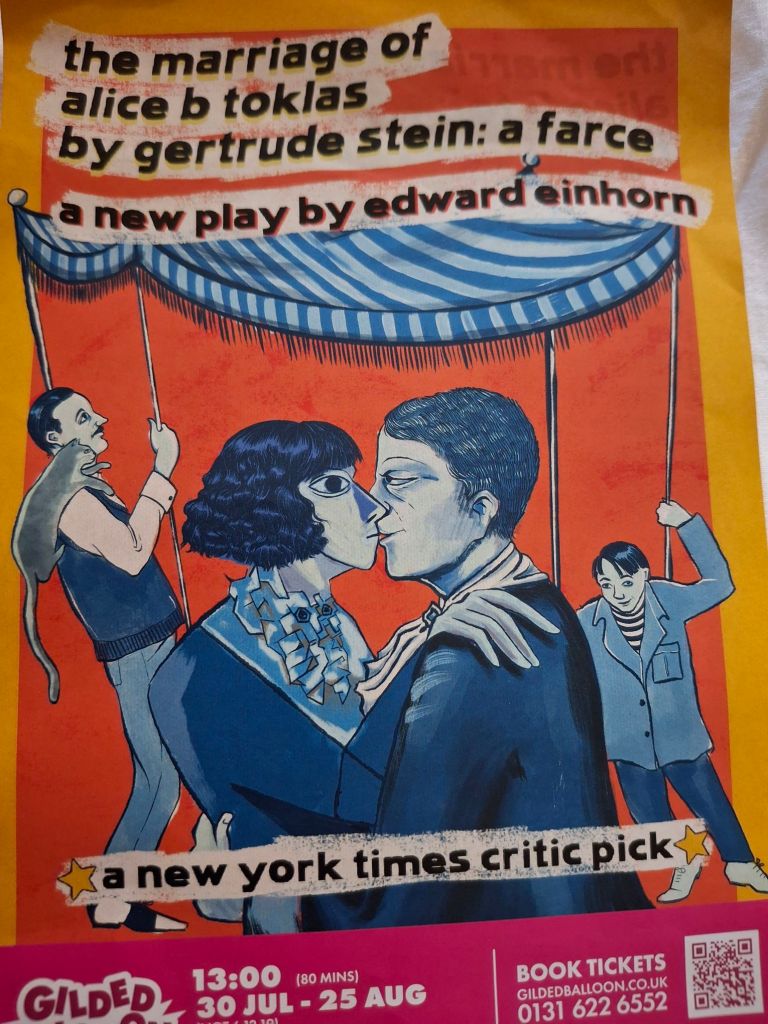 the marriage of
alice b toklas
by gertrude stein: a farce
a new play by edward einhorn
a new york times critic pick
GILDED
13:00 (80 MINS)
30 JUL - 25 AUG
BOOK TICKETS
GILDEDBALLOON.CO.UK
0131 622 6552